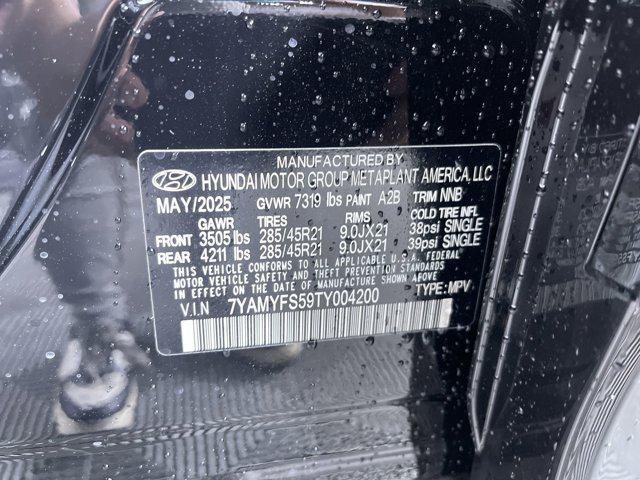 MANUFACTURED BY
HYUNDAI MOTOR GROUP METAPLANT AMERICA, LLC
MAY/2025 GVWR 7319 lbs PAINT A2B TRIM NNB
GAWR TIRES RIMS COLD TIRE INFL
FRONT 3505 lbs 285/45R21 9.0JX21 38psi SINGLE
REAR 4211 lbs 285/45R21 9.0JX21 39psi SINGLE
THIS VEHICLE CONFORMS TO ALL APPLICABLE U.S.A. FEDERAL
MOTOR VEHICLE SAFETY AND THEFT PREVENTION STANDARDS
IN EFFECT ON THE DATE OF MANUFACTURE SHOWN ABOVE.
V.I.N 7YAMYFS59TY004200 TYPE:MPV